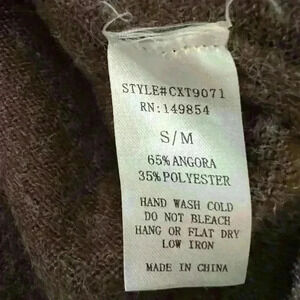 STYLE#CXT9071
RN:149854
S/M
65%ANGORA
35%POLYESTER
HAND WASH COLD
DO NOT BLEACH
HANG OR FLAT DRY
LOW IRON
MADE IN CHINA